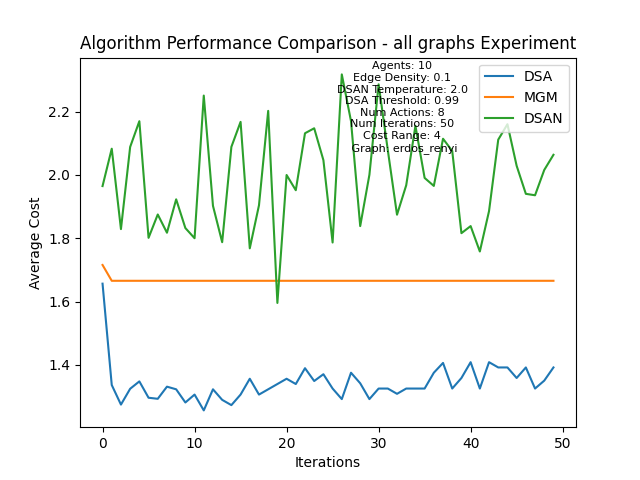 Algorithm Performance Comparison - all graphs Experiment
Agents: 10
Edge Density: 0.1
DSAN Temperature: 2.0
DSA Threshold: 0.99
Num Actions: 8
Num Iterations: 50
Cost Range: 4
Graph: erdos_renyi
DSA
MGM
DSAN
Average Cost
2.2
2.0
1.8
1.6
1.4
0
10
20
30
40
50
Iterations